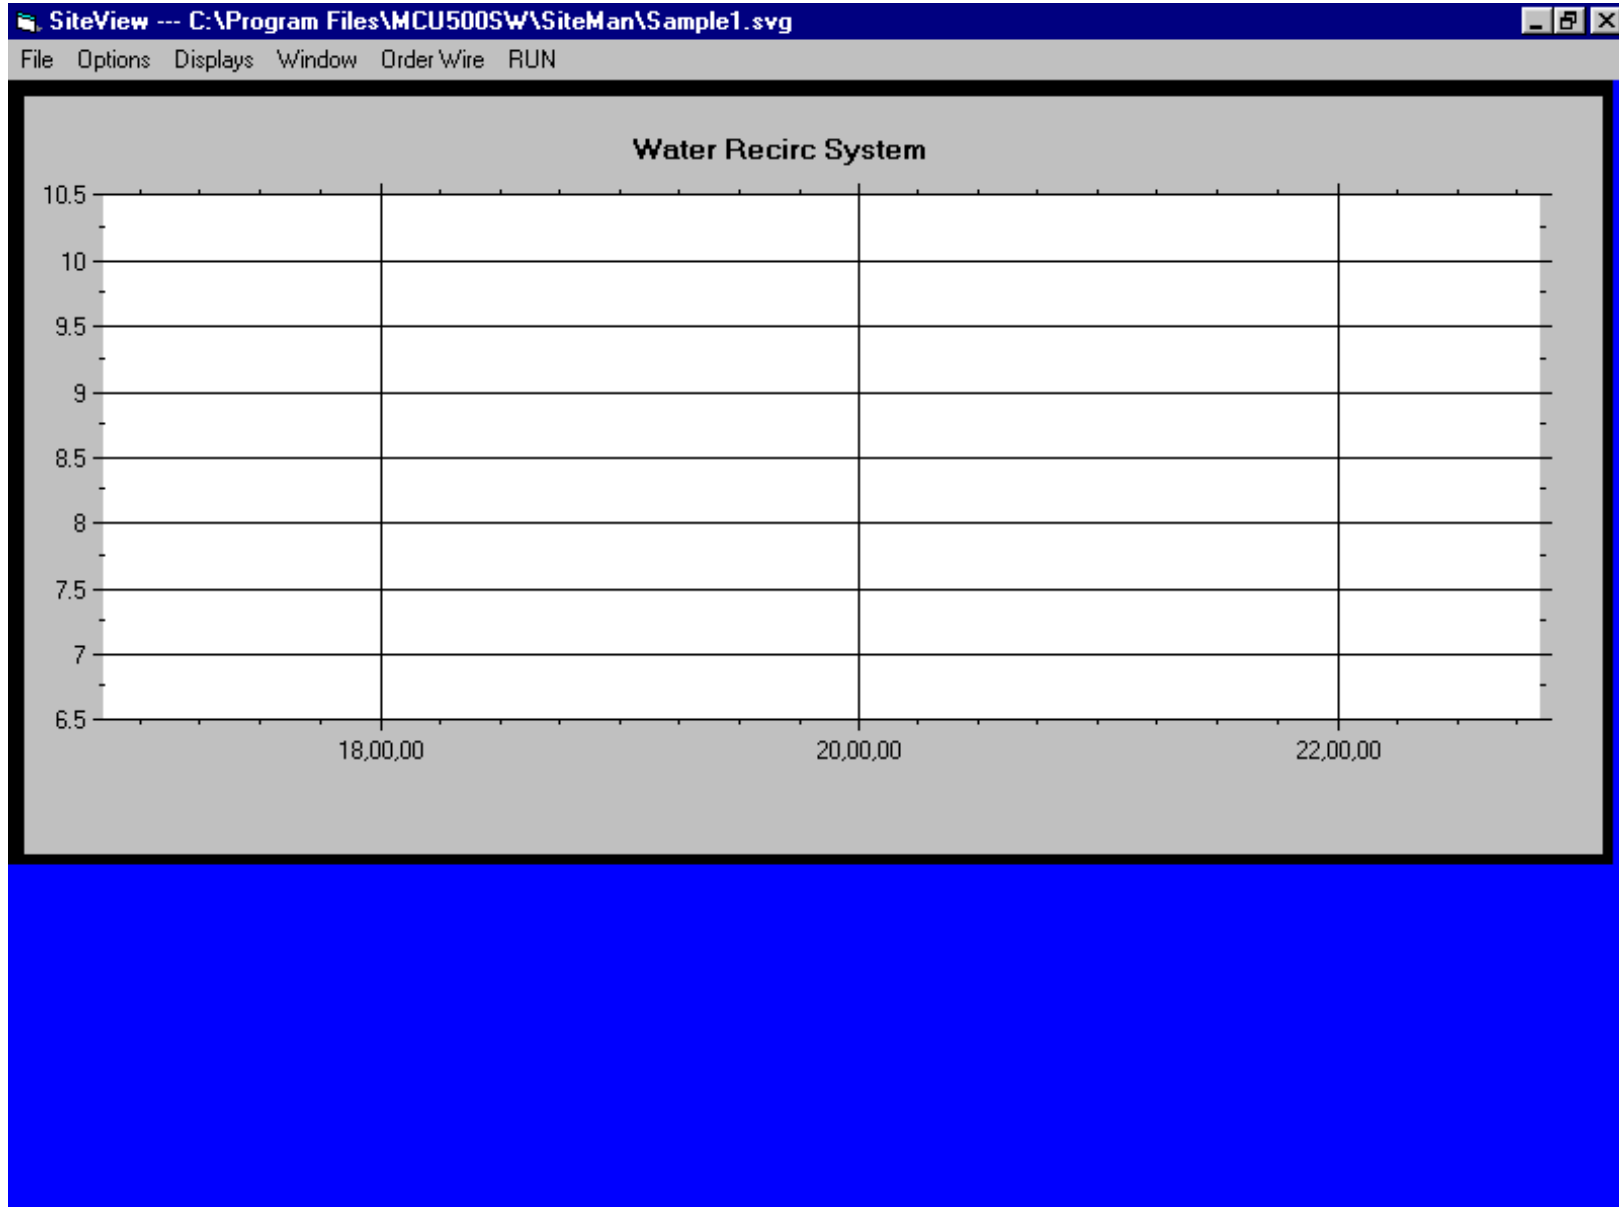 SiteView --- C:\Program Files\MCU500SW\SiteMan\Sample1.svg
File Options Displays Window Order Wire RUN
Water Recirc System
10.5
10
9.5
9
8.5
8
7.5
7
6.5
18,00,00 20,00,00 22,00,00